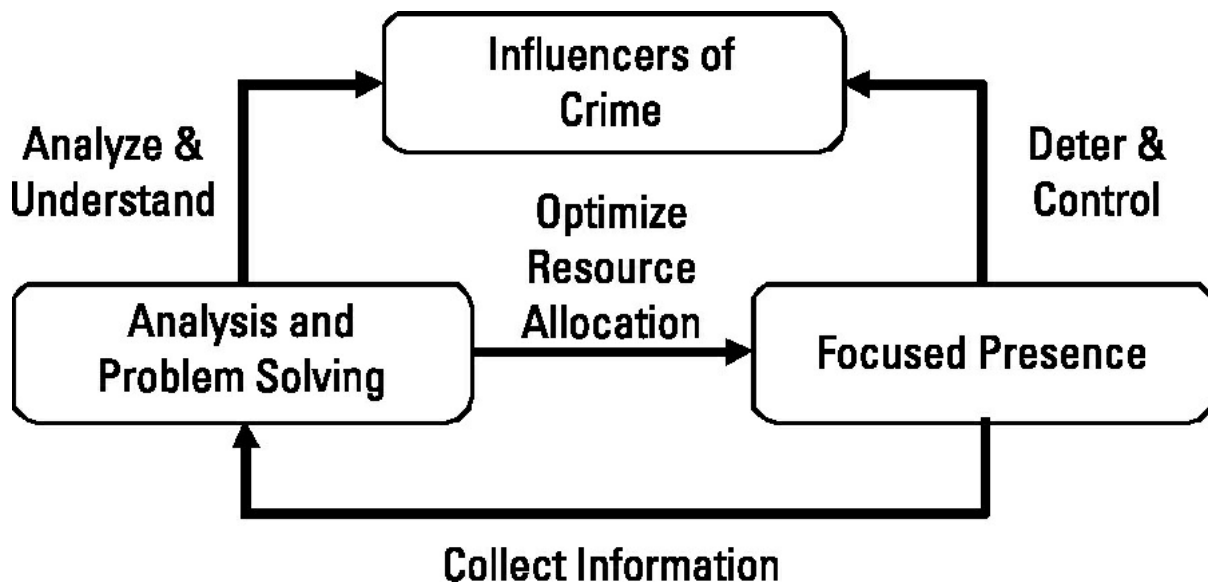 Influencers of
Crime
Analyze &
Understand
Deter &
Control
Optimize
Resource
Allocation
Analysis and
Problem Solving
Focused Presence
Collect Information